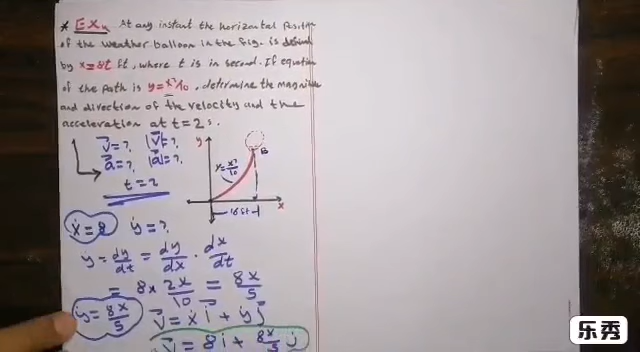 * Ex, At any instant the horizontal position
of the weather balloon in the fig. is defined
by x=8t ft, where t is in second. If equation
of the path is y=x²/10, determine the magnitude
and direction of the velocity and the
acceleration at t=2 s.
v⃗=?, |v⃗|=?.
a⃗=?, |a⃗|=?.
t=2
y
B
y=x²/10
x
16 ft
ẋ=8 ẏ=?
y = dy/dt = dy/dx . dx/dt
= 8 x 2x/10 = 8x/5
ẏ = 8x/5
v⃗ = ẋ i⃗ + ẏ j⃗
v⃗ = 8 i + 8x/5 j
乐秀